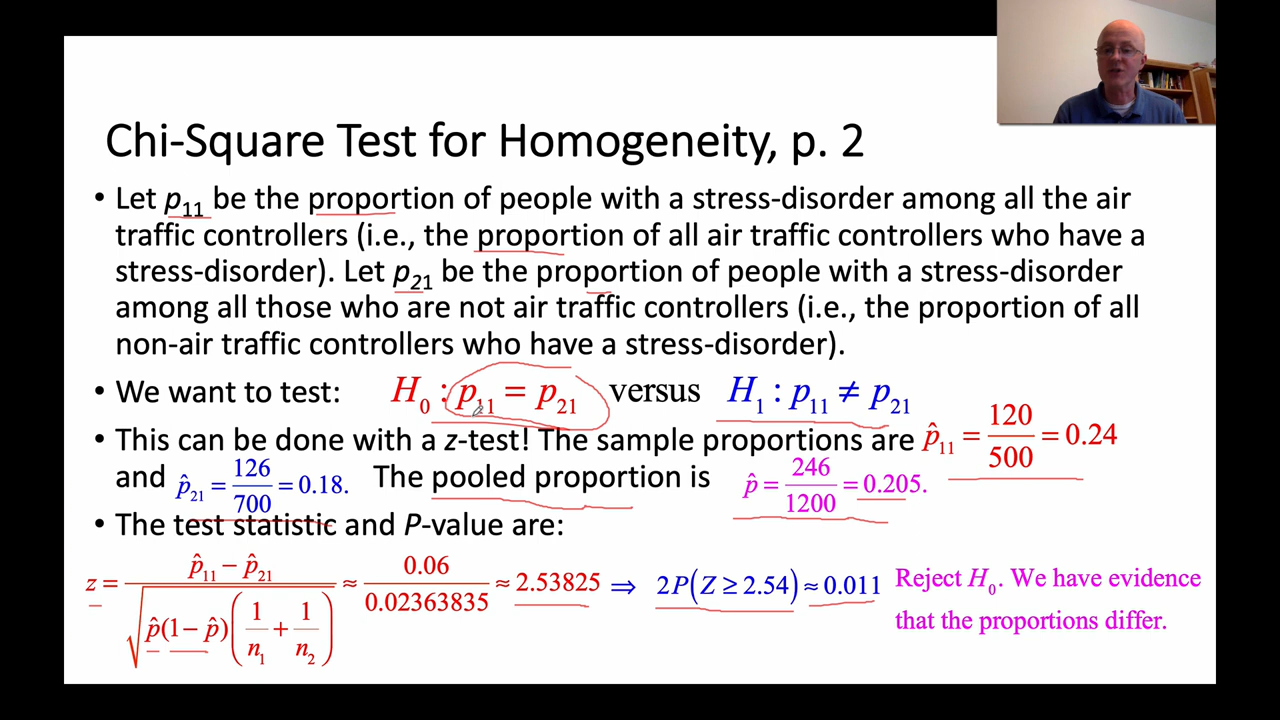 Chi-Square Test for Homogeneity, p. 2
• Let p₁₁ be the proportion of people with a stress-disorder among all the air
traffic controllers (i.e., the proportion of all air traffic controllers who have a
stress-disorder). Let p₂₁ be the proportion of people with a stress-disorder
among all those who are not air traffic controllers (i.e., the proportion of all
non-air traffic controllers who have a stress-disorder).
• We want to test: H₀ : p₁₁ = p₂₁ versus H₁ : p₁₁ ≠ p₂₁
• This can be done with a z-test! The sample proportions are p̂₁₁ = 120/500 = 0.24
and p̂₂₁ = 126/700 = 0.18. The pooled proportion is p̂ = 246/1200 = 0.205.
• The test statistic and P-value are:
z = (p̂₁₁ − p̂₂₁)/√(p̂(1 − p̂)(1/n₁ + 1/n₂)) ≈ 0.06/0.02363835 ≈ 2.53825 ⇒ 2P(Z ≥ 2.54) ≈ 0.011 Reject H₀. We have evidence
that the proportions differ.